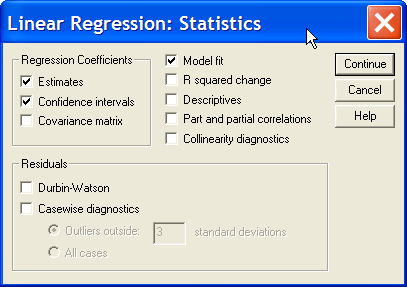 Linear Regression: Statistics
Regression Coefficients
Estimates
Confidence intervals
Covariance matrix
Model fit
R squared change
Descriptives
Part and partial correlations
Collinearity diagnostics
Continue
Cancel
Help
Residuals
Durbin-Watson
Casewise diagnostics
Outliers outside: 3 standard deviations
All cases